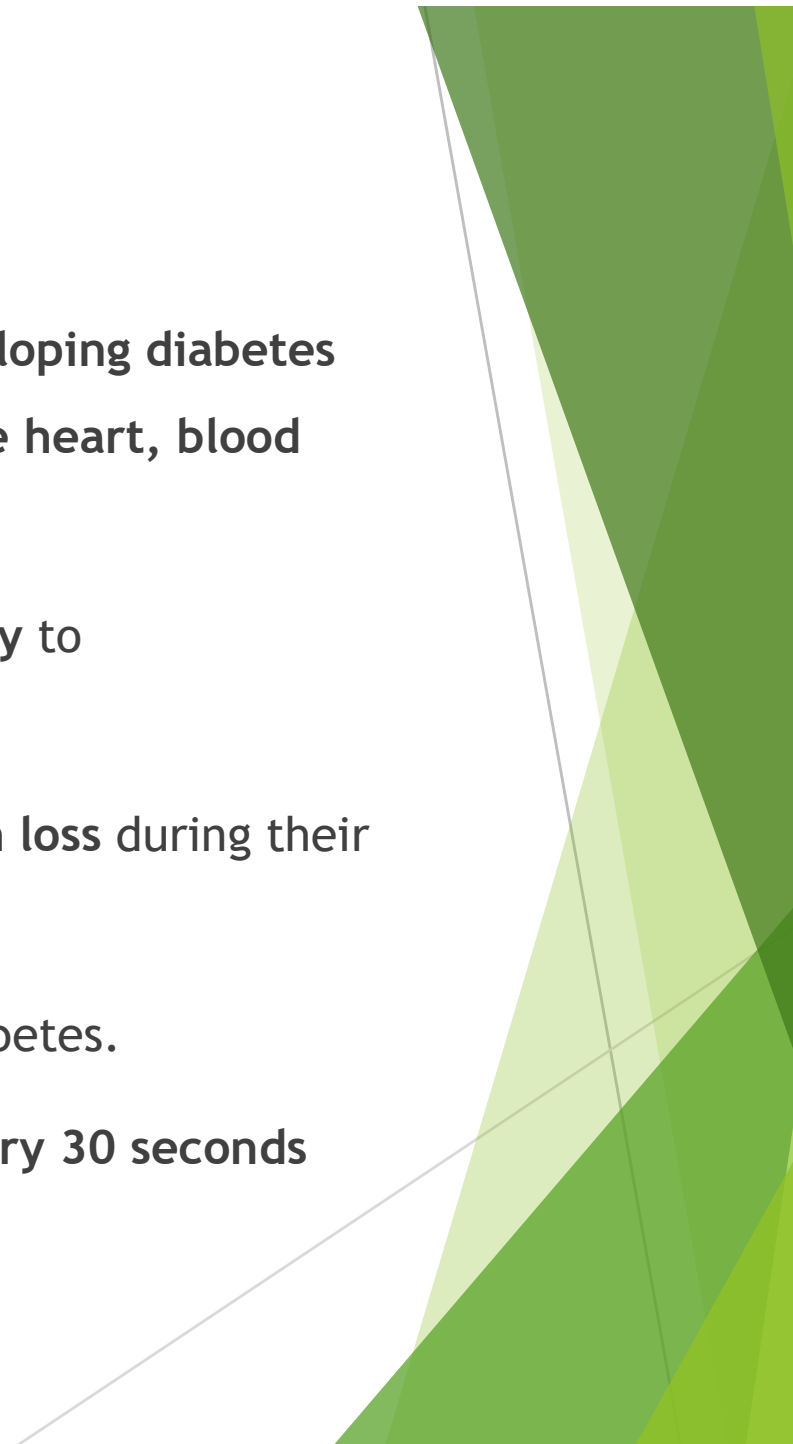 loping diabetes
e heart, blood
y to
loss during their
betes.
ry 30 seconds